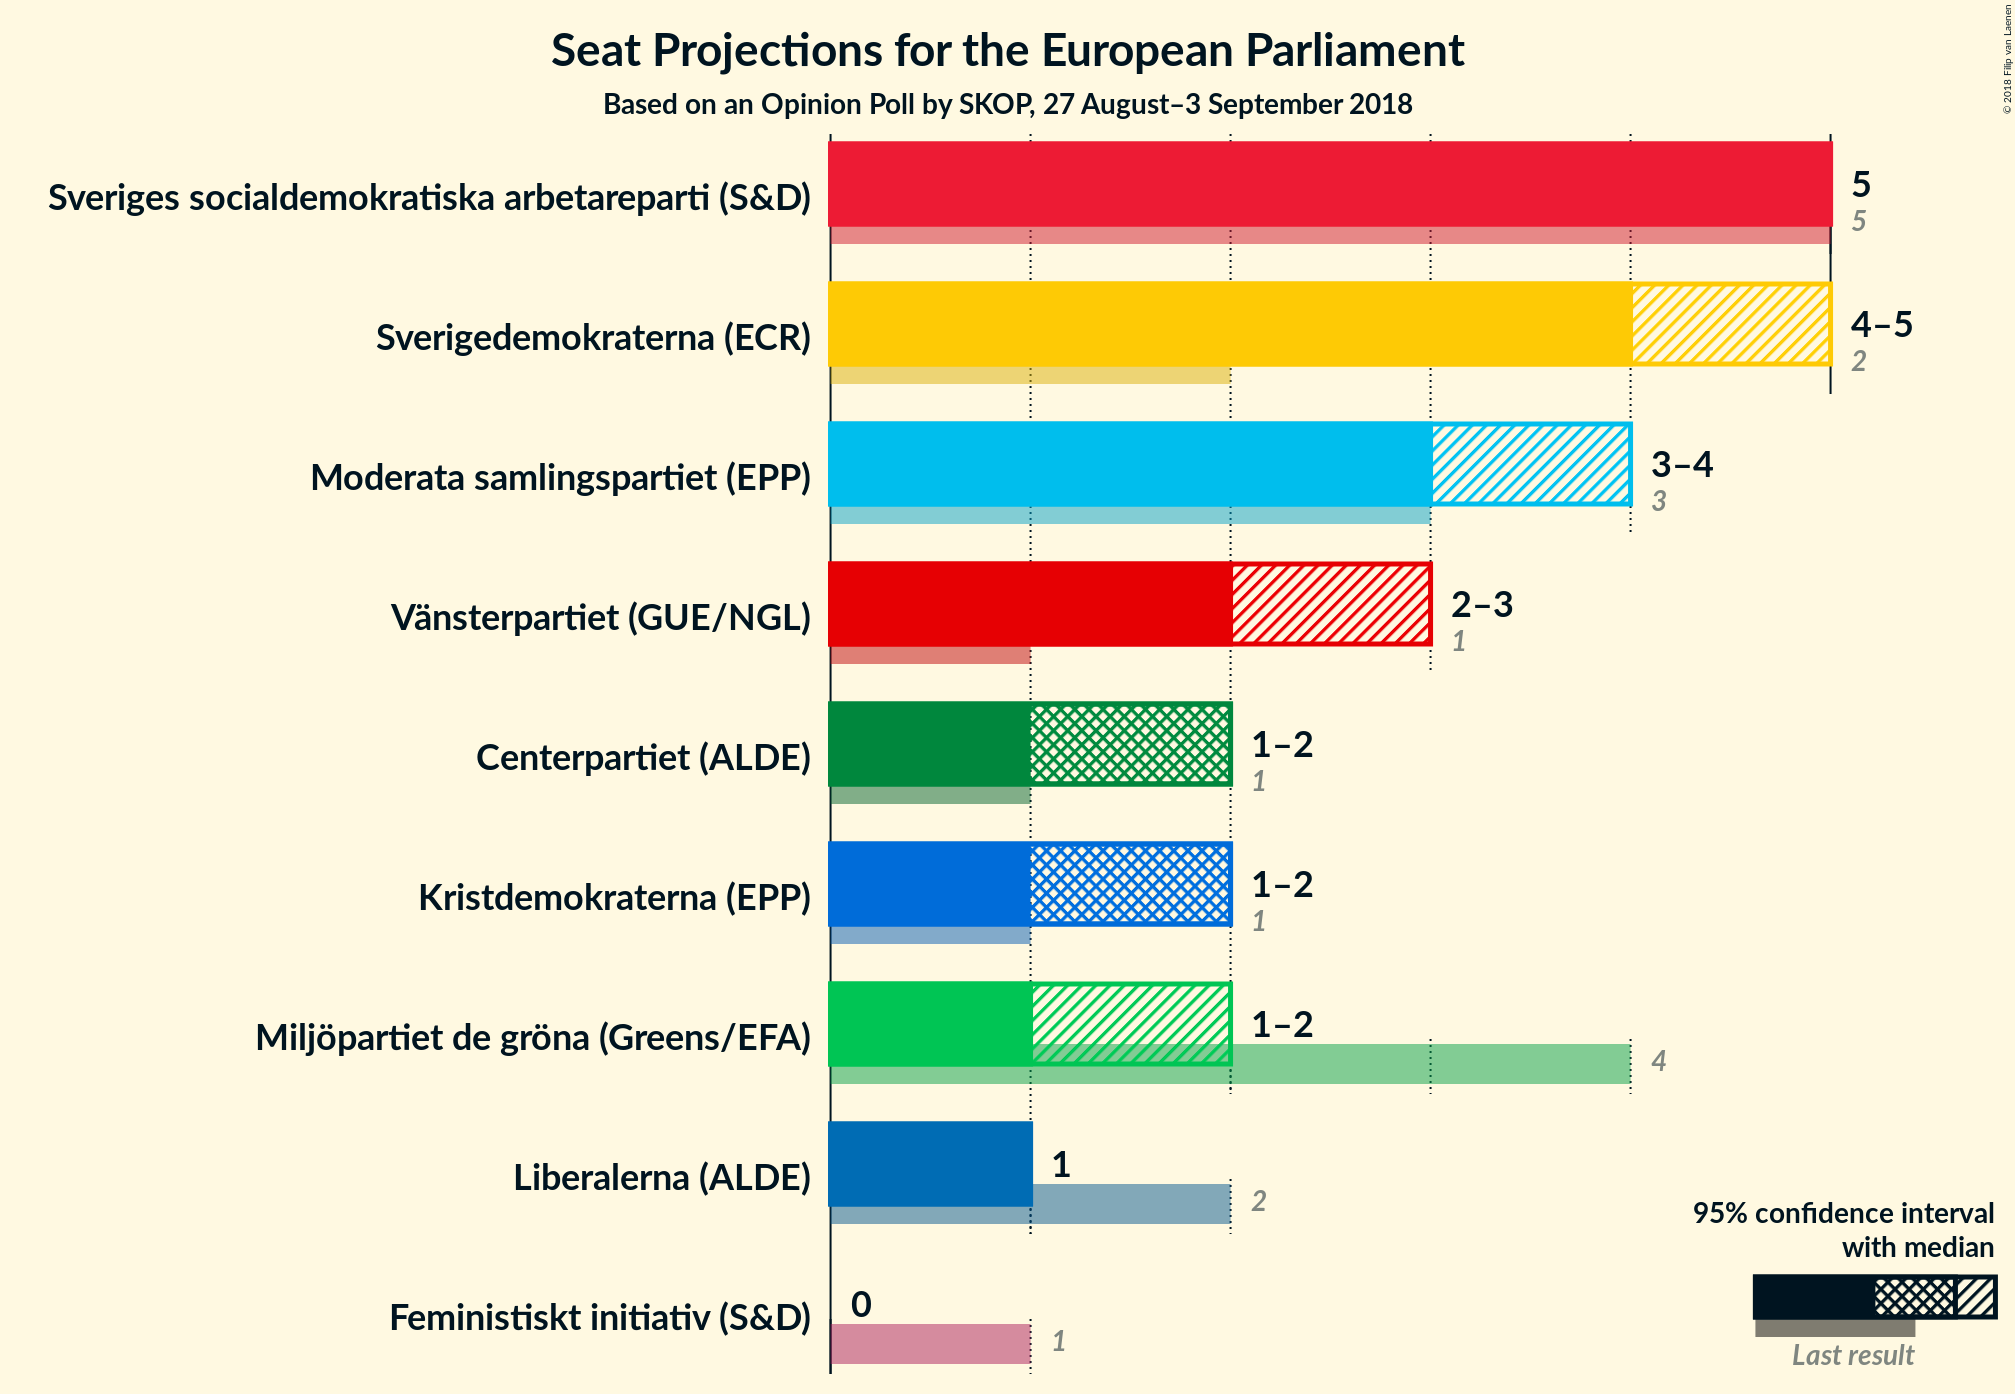 Seat Projections for the European Parliament
Based on an Opinion Poll by SKOP, 27 August–3 September 2018
© 2018 Filip van Laenen
Sveriges socialdemokratiska arbetareparti (S&D)
5
5
Sverigedemokraterna (ECR)
4–5
2
Moderata samlingspartiet (EPP)
3–4
3
Vänsterpartiet (GUE/NGL)
2–3
1
Centerpartiet (ALDE)
1–2
1
Kristdemokraterna (EPP)
1–2
1
Miljöpartiet de gröna (Greens/EFA)
1–2
4
Liberalerna (ALDE)
1
2
Feministiskt initiativ (S&D)
0
1
95% confidence interval
with median
Last result